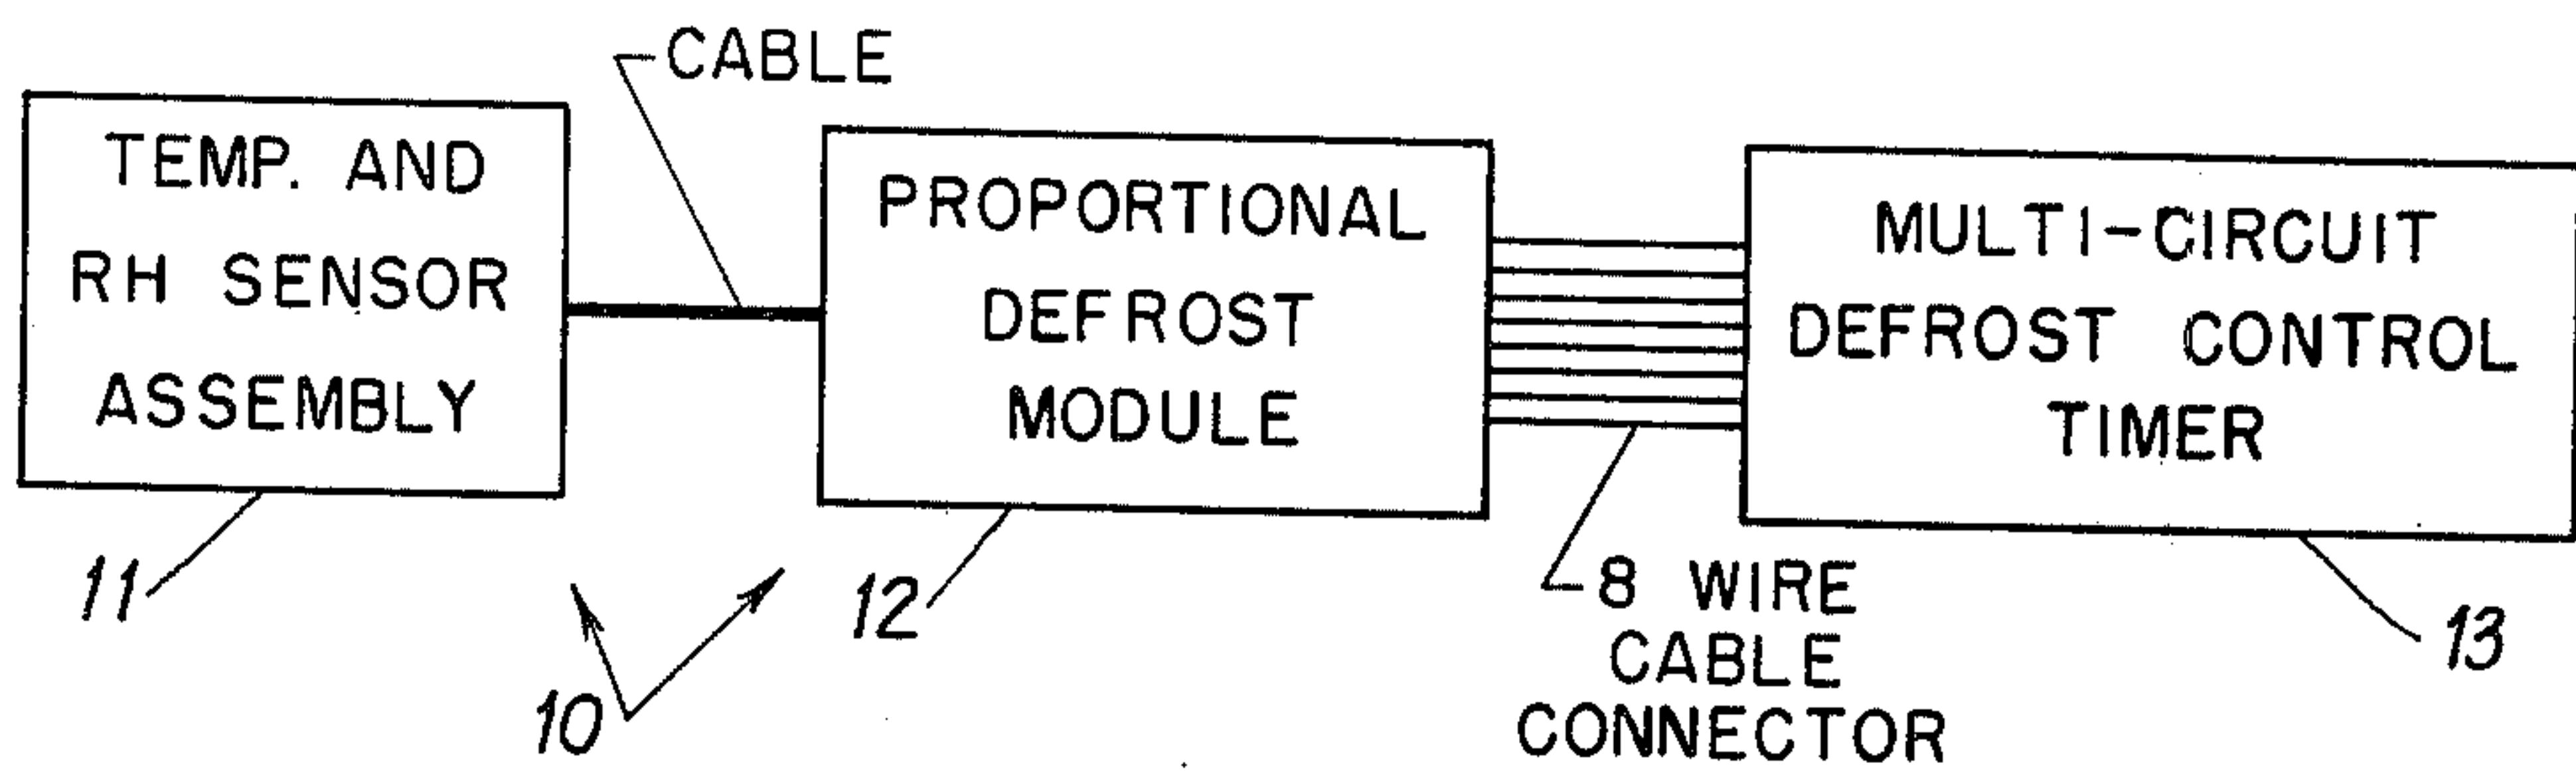 CABLE
TEMP. AND
RH SENSOR
ASSEMBLY
PROPORTIONAL
DEFROST
MODULE
MULTI-CIRCUIT
DEFROST CONTROL
TIMER
11
10
12
8 WIRE
CABLE
CONNECTOR
13